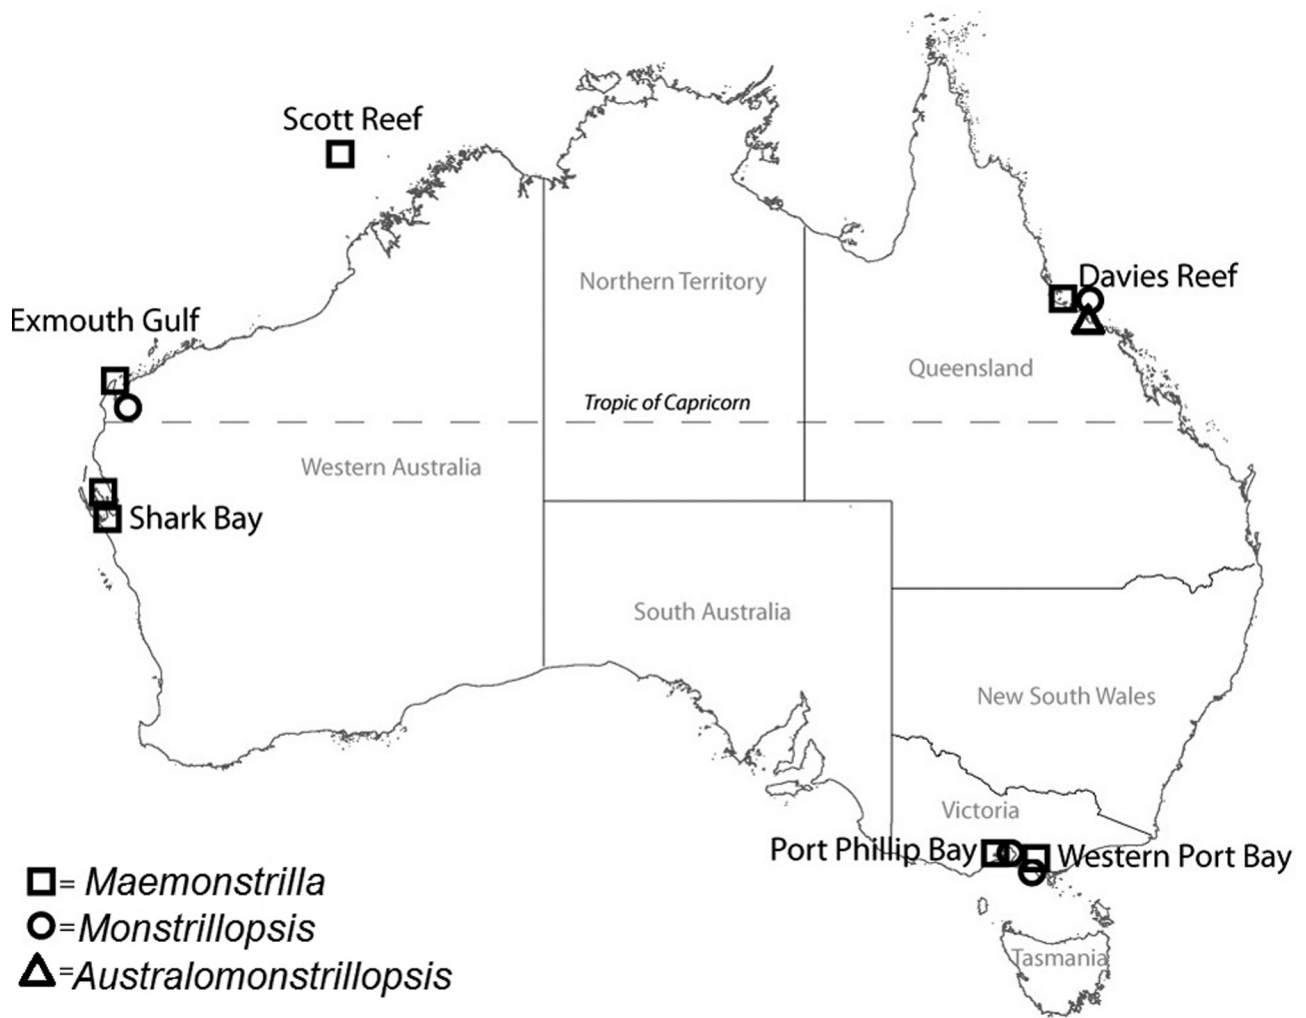 Scott Reef
Northern Territory
Davies Reef
Exmouth Gulf
Queensland
Tropic of Capricorn
Western Australia
Shark Bay
South Australia
New South Wales
Victoria
Port Phillip Bay
Western Port Bay
= Maemonstrilla
=Monstrillopsis
=Australomonstrillopsis
Tasmania